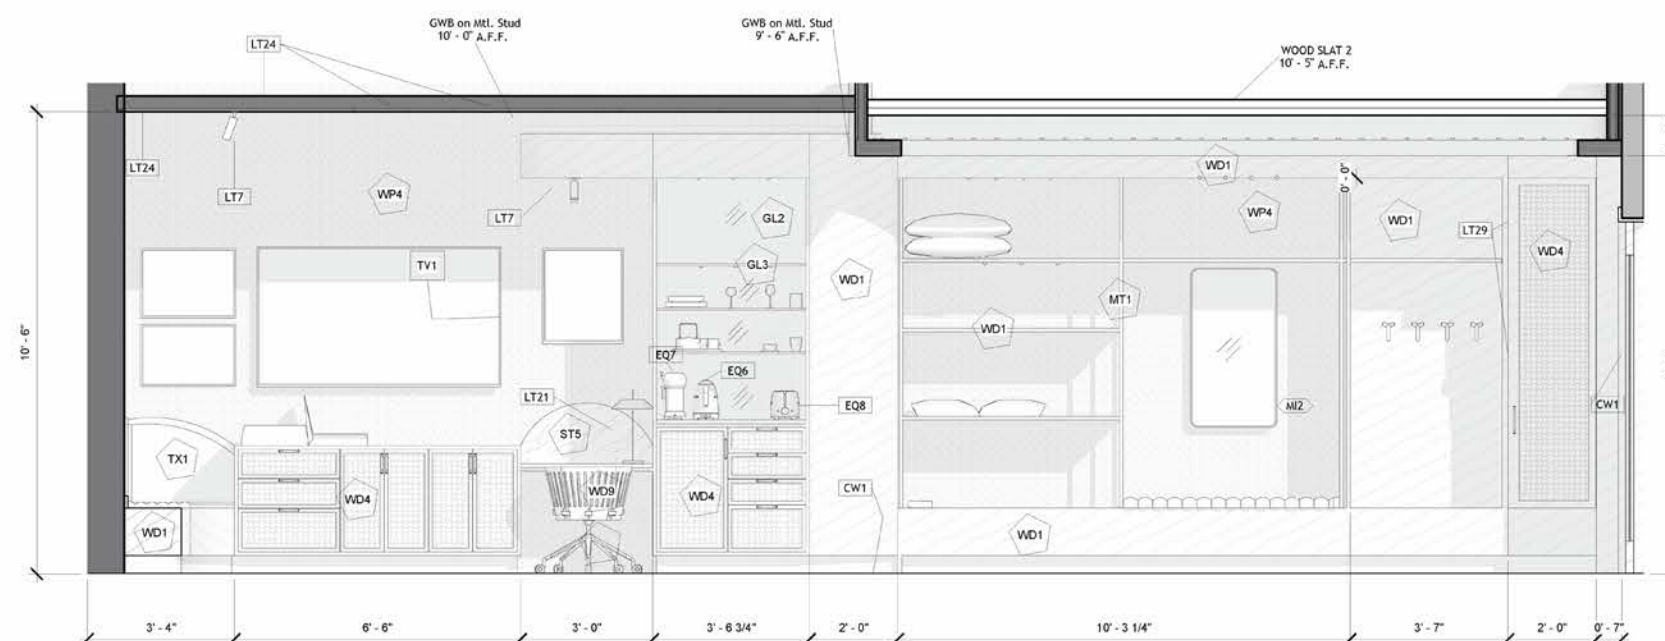 GWB on Mtl. Stud
10' - 0" A.F.F.
GWB on Mtl. Stud
9' - 6" A.F.F.
LT24
WOOD SLAT 2
10' - 5" A.F.F.
LT24
LT7
WP4
LT7
GL2
GL3
TV1
WD1
WD1
WP4
0' - 0"
WD1
LT29
WD4
MT1
WD1
10' - 6"
EQ7
EQ6
EQ8
LT21
ST5
MI2
CW1
TX1
WD4
WD9
WD4
CW1
WD1
WD1
3' - 4"
6' - 6"
3' - 0"
3' - 6 3/4"
2' - 0"
10' - 3 1/4"
3' - 7"
2' - 0"
0' - 7"